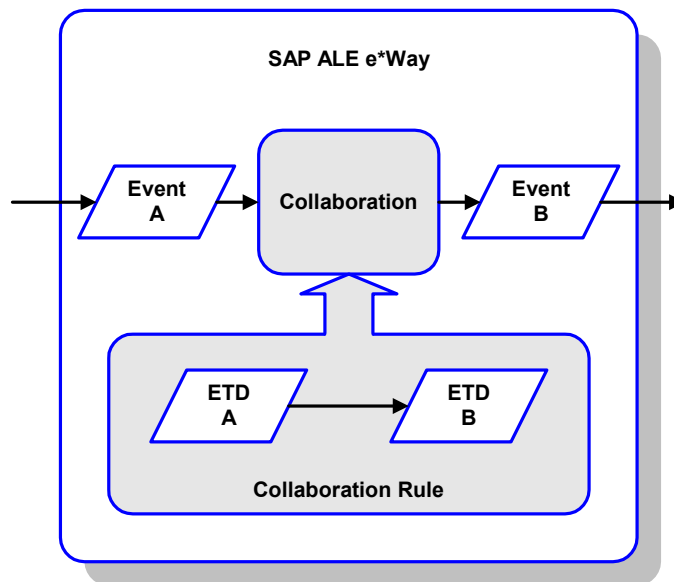 SAP ALE e*Way
Event
A
Collaboration
Event
B
ETD
A
ETD
B
Collaboration Rule